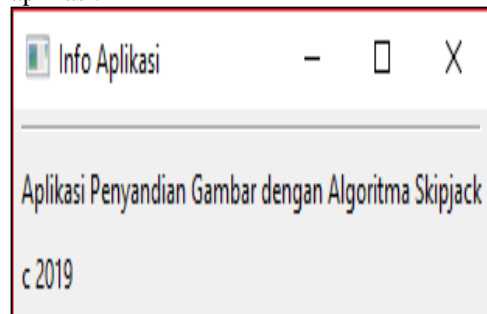 Info Aplikasi
Aplikasi Penyandian Gambar dengan Algoritma Skipjack
c 2019